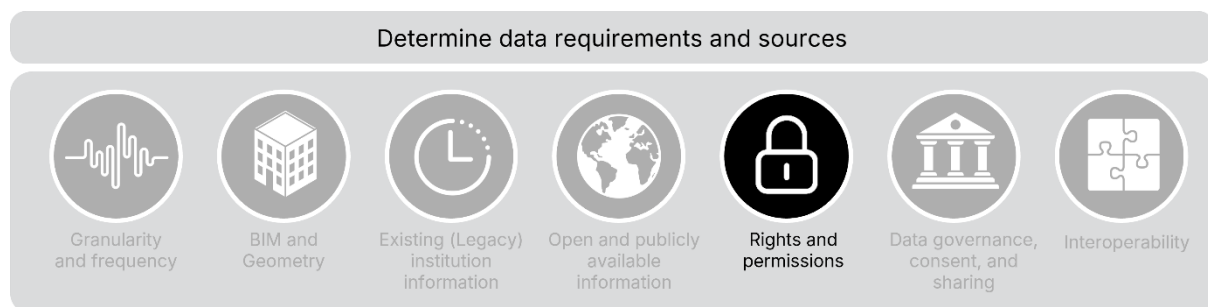 Determine data requirements and sources
Granularity
and frequency
BIM and
Geometry
Existing (Legacy)
institution
information
Open and publicly
available
information
Rights and
permissions
Data governance,
consent, and
sharing
Interoperability